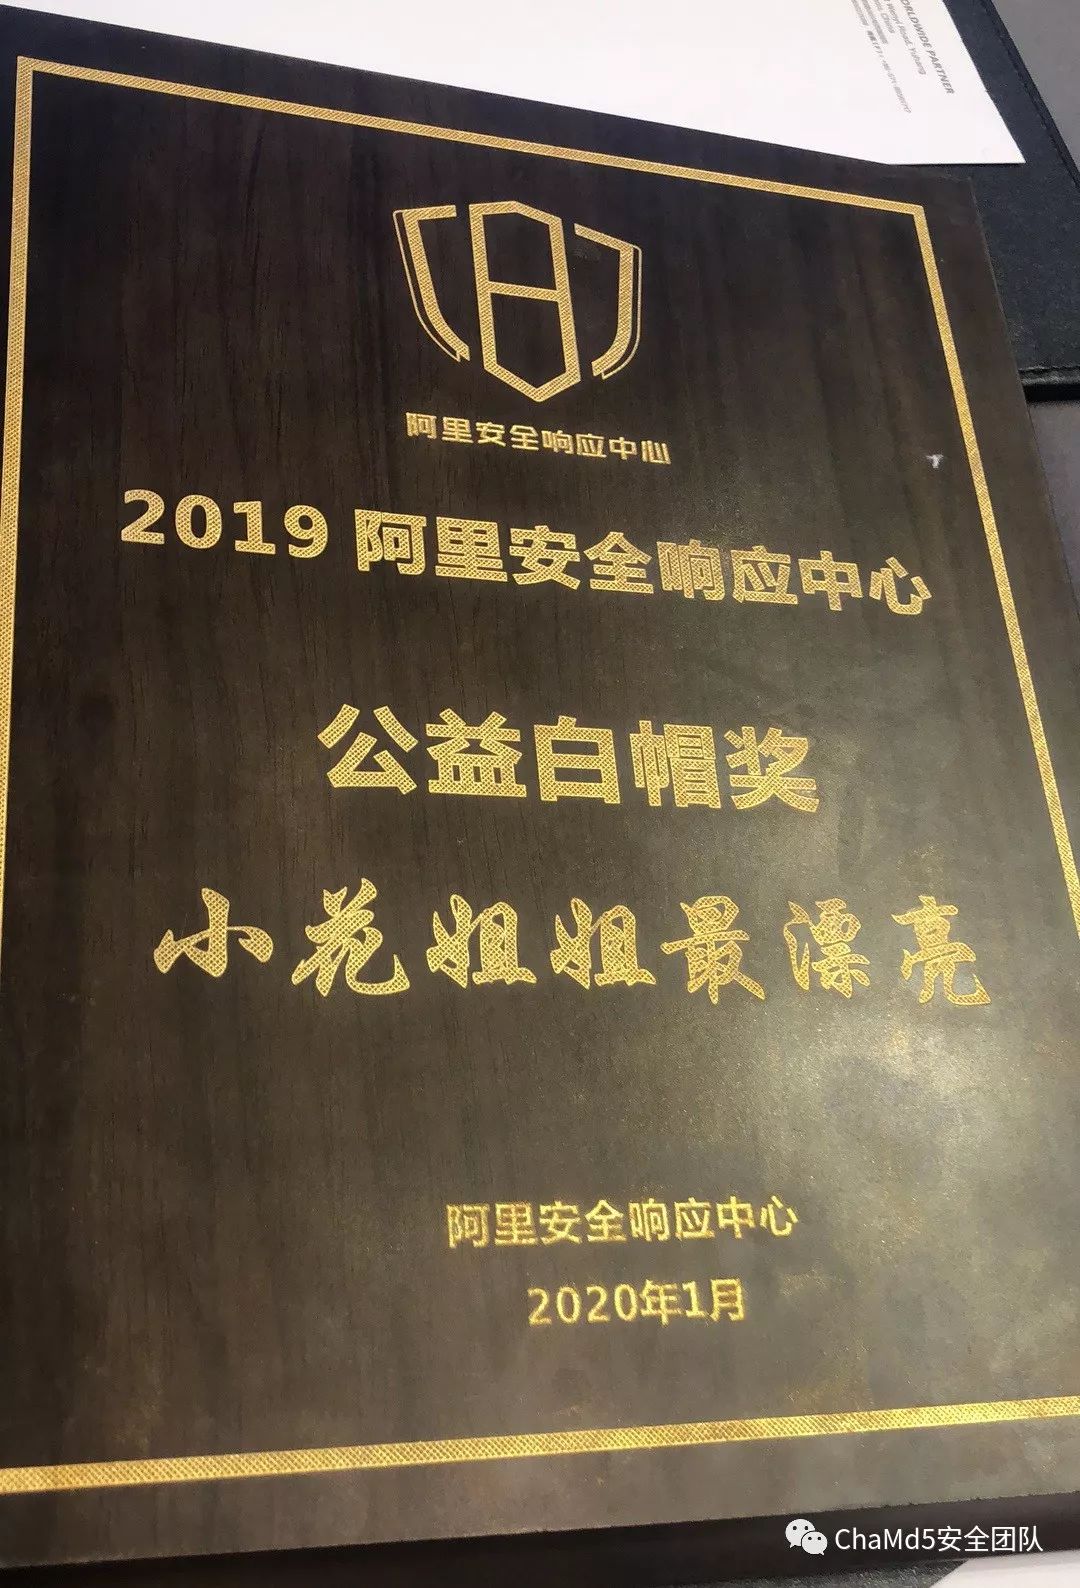 WORLDWIDE PARTNER
阿里安全响应中心
2019 阿里安全响应中心
公益白帽奖
小花姐姐最漂亮
阿里安全响应中心
2020年1月
ChaMd5安全团队